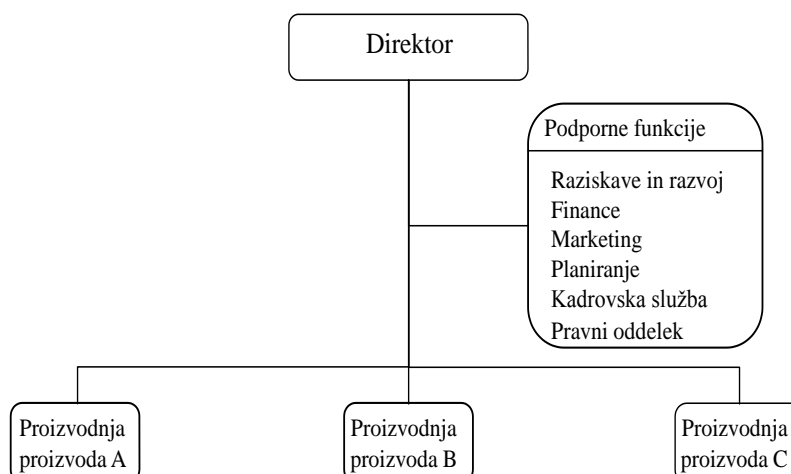 Direktor
Podporne funkcije
Raziskave in razvoj
Finance
Marketing
Planiranje
Kadrovska služba
Pravni oddelek
Proizvodnja
proizvoda A
Proizvodnja
proizvoda B
Proizvodnja
proizvoda C